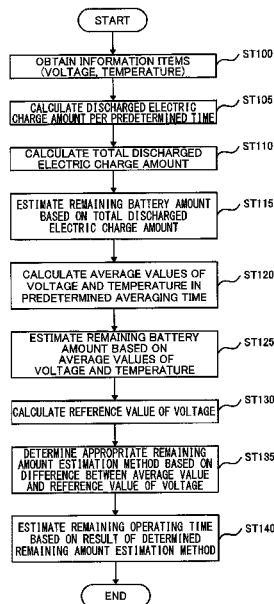 START
OBTAIN INFORMATION ITEMS
(VOLTAGE, TEMPERATURE)
ST100
CALCULATE DISCHARGED ELECTRIC
CHARGE AMOUNT PER PREDETERMINED TIME
ST105
CALCULATE TOTAL DISCHARGED
ELECTRIC CHARGE AMOUNT
ST110
ESTIMATE REMAINING BATTERY AMOUNT
BASED ON TOTAL DISCHARGED
ELECTRIC CHARGE AMOUNT
ST115
CALCULATE AVERAGE VALUES OF
VOLTAGE AND TEMPERATURE IN
PREDETERMINED AVERAGING TIME
ST120
ESTIMATE REMAINING BATTERY
AMOUNT BASED ON
AVERAGE VALUES OF
VOLTAGE AND TEMPERATURE
ST125
CALCULATE REFERENCE VALUE OF VOLTAGE
ST130
DETERMINE APPROPRIATE REMAINING
AMOUNT ESTIMATION METHOD BASED ON
DIFFERENCE BETWEEN AVERAGE VALUE
AND REFERENCE VALUE OF VOLTAGE
ST135
ESTIMATE REMAINING OPERATING TIME
BASED ON RESULT OF DETERMINED
REMAINING AMOUNT ESTIMATION METHOD
ST140
END